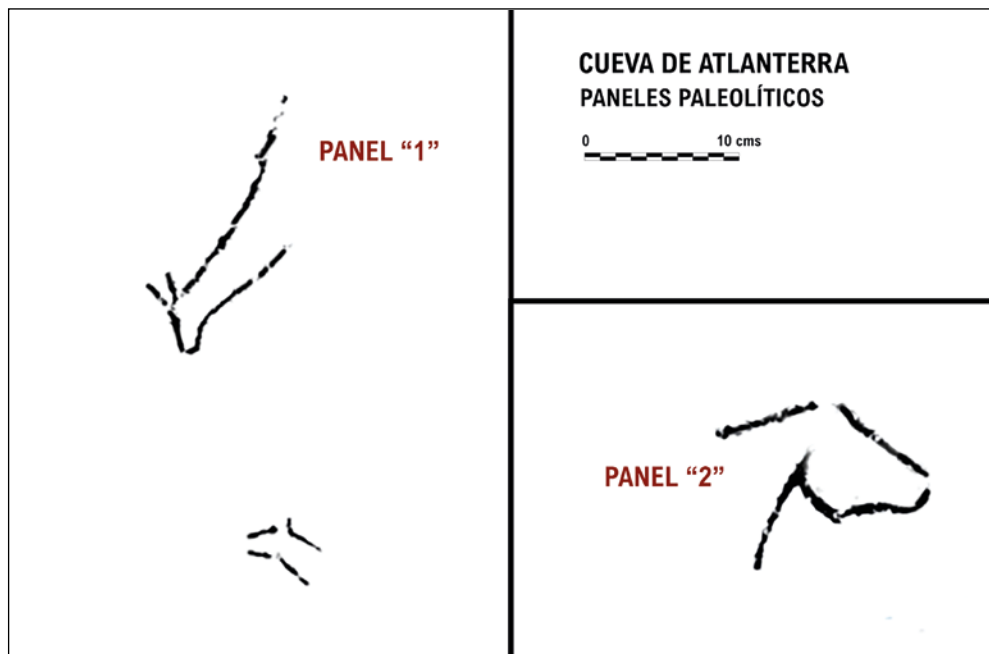 PANEL “1”
CUEVA DE ATLANTERRA
PANELES PALEOLÍTICOS
0 10 cms
PANEL “2”